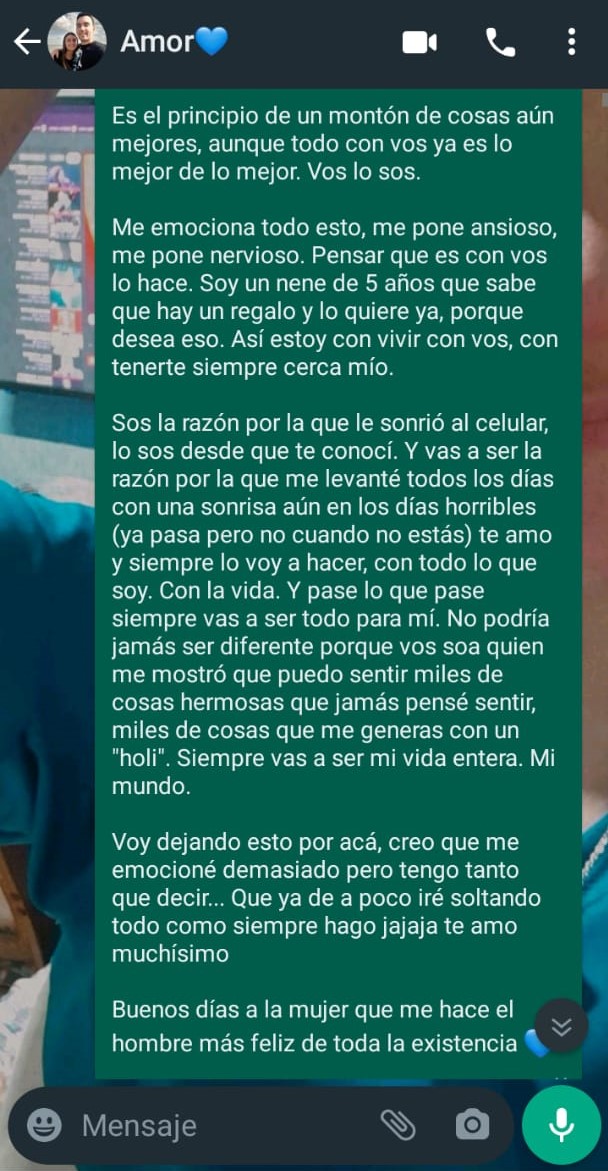 Amor💙
Es el principio de un montón de cosas aún
mejores, aunque todo con vos ya es lo
mejor de lo mejor. Vos lo sos.
Me emociona todo esto, me pone ansioso,
me pone nervioso. Pensar que es con vos
lo hace. Soy un nene de 5 años que sabe
que hay un regalo y lo quiere ya, porque
desea eso. Así estoy con vivir con vos, con
tenerte siempre cerca mío.
Sos la razón por la que le sonrió al celular,
lo sos desde que te conocí. Y vas a ser la
razón por la que me levanté todos los días
con una sonrisa aún en los días horribles
(ya pasa pero no cuando no estás) te amo
y siempre lo voy a hacer, con todo lo que
soy. Con la vida. Y pase lo que pase
siempre vas a ser todo para mí. No podría
jamás ser diferente porque vos soa quien
me mostró que puedo sentir miles de
cosas hermosas que jamás pensé sentir,
miles de cosas que me generas con un
"holi". Siempre vas a ser mi vida entera. Mi
mundo.
Voy dejando esto por acá, creo que me
emocioné demasiado pero tengo tanto
que decir... Que ya de a poco iré soltando
todo como siempre hago jajaja te amo
muchísimo
Buenos días a la mujer que me hace el
hombre más feliz de toda la existencia 💙
Mensaje